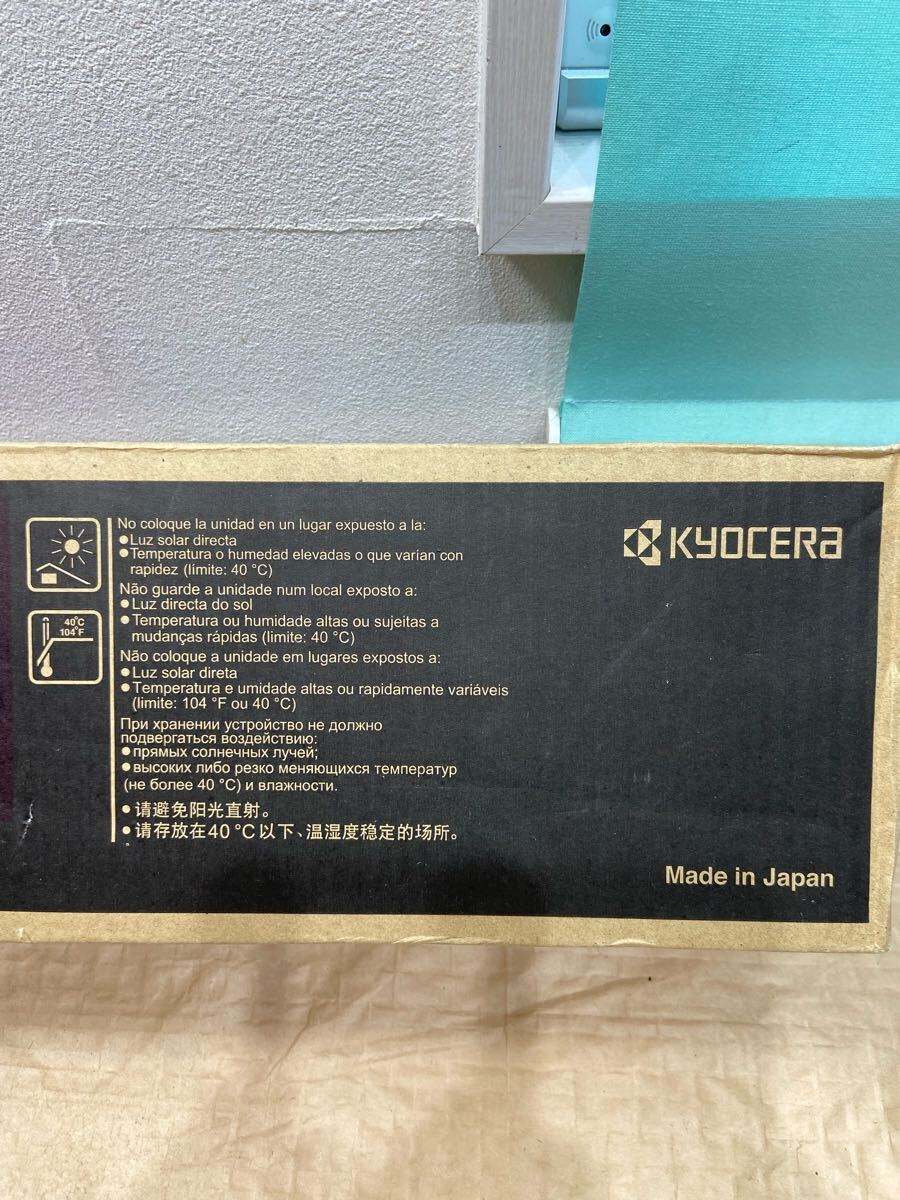 No coloque la unidad en un lugar expuesto a la:
●Luz solar directa
●Temperatura o humedad elevadas o que varían con
rapidez (límite: 40 °C)
Não guarde a unidade num local exposto a:
●Luz directa do sol
●Temperatura ou humidade altas ou sujeitas a
mudanças rápidas (limite: 40 °C)
Não coloque a unidade em lugares expostos a:
●Luz solar direta
●Temperatura e umidade altas ou rapidamente variáveis
(limite: 104 °F ou 40 °C)
При хранении устройство не должно
подвергаться воздействию:
●прямых солнечных лучей;
●высоких либо резко меняющихся температур
(не более 40 °C) и влажности.
●请避免阳光直射。
●请存放在40 °C以下、温湿度稳定的场所。
40°C
104°F
KYOCERA
Made in Japan